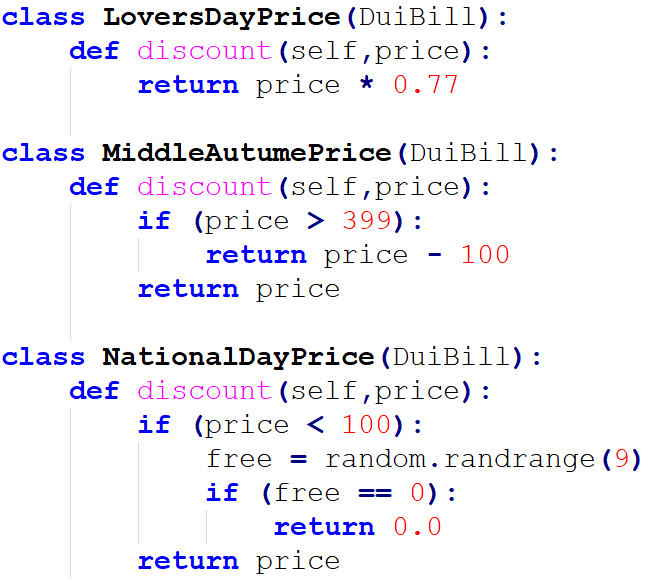 class LoversDayPrice(DuiBill):
    def discount(self,price):
        return price * 0.77

class MiddleAutumePrice(DuiBill):
    def discount(self,price):
        if (price > 399):
            return price - 100
        return price

class NationalDayPrice(DuiBill):
    def discount(self,price):
        if (price < 100):
            free = random.randrange(9)
            if (free == 0):
                return 0.0
        return price